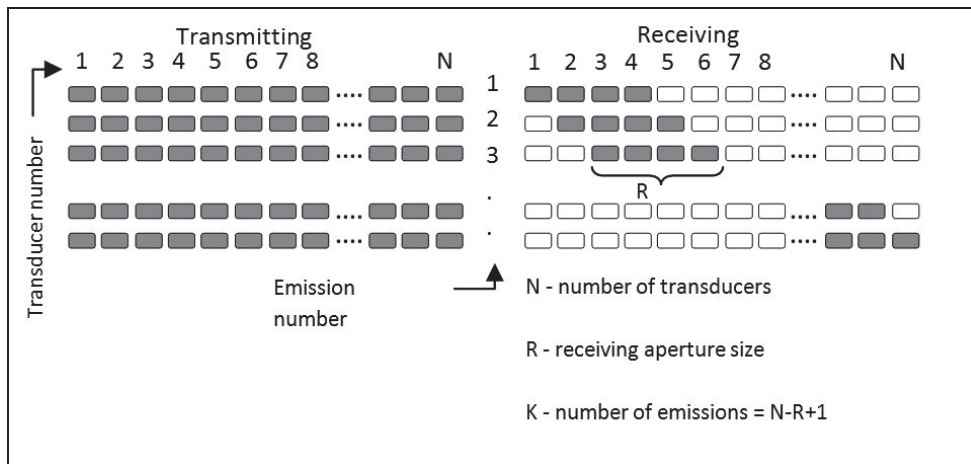 Transmitting
1 2 3 4 5 6 7 8 N
Receiving
1 2 3 4 5 6 7 8 N
Transducer number
1
2
3
.
.
....
....
....
....
....
....
....
....
....
....
R
Emission
number
N - number of transducers
R - receiving aperture size
K - number of emissions = N-R+1